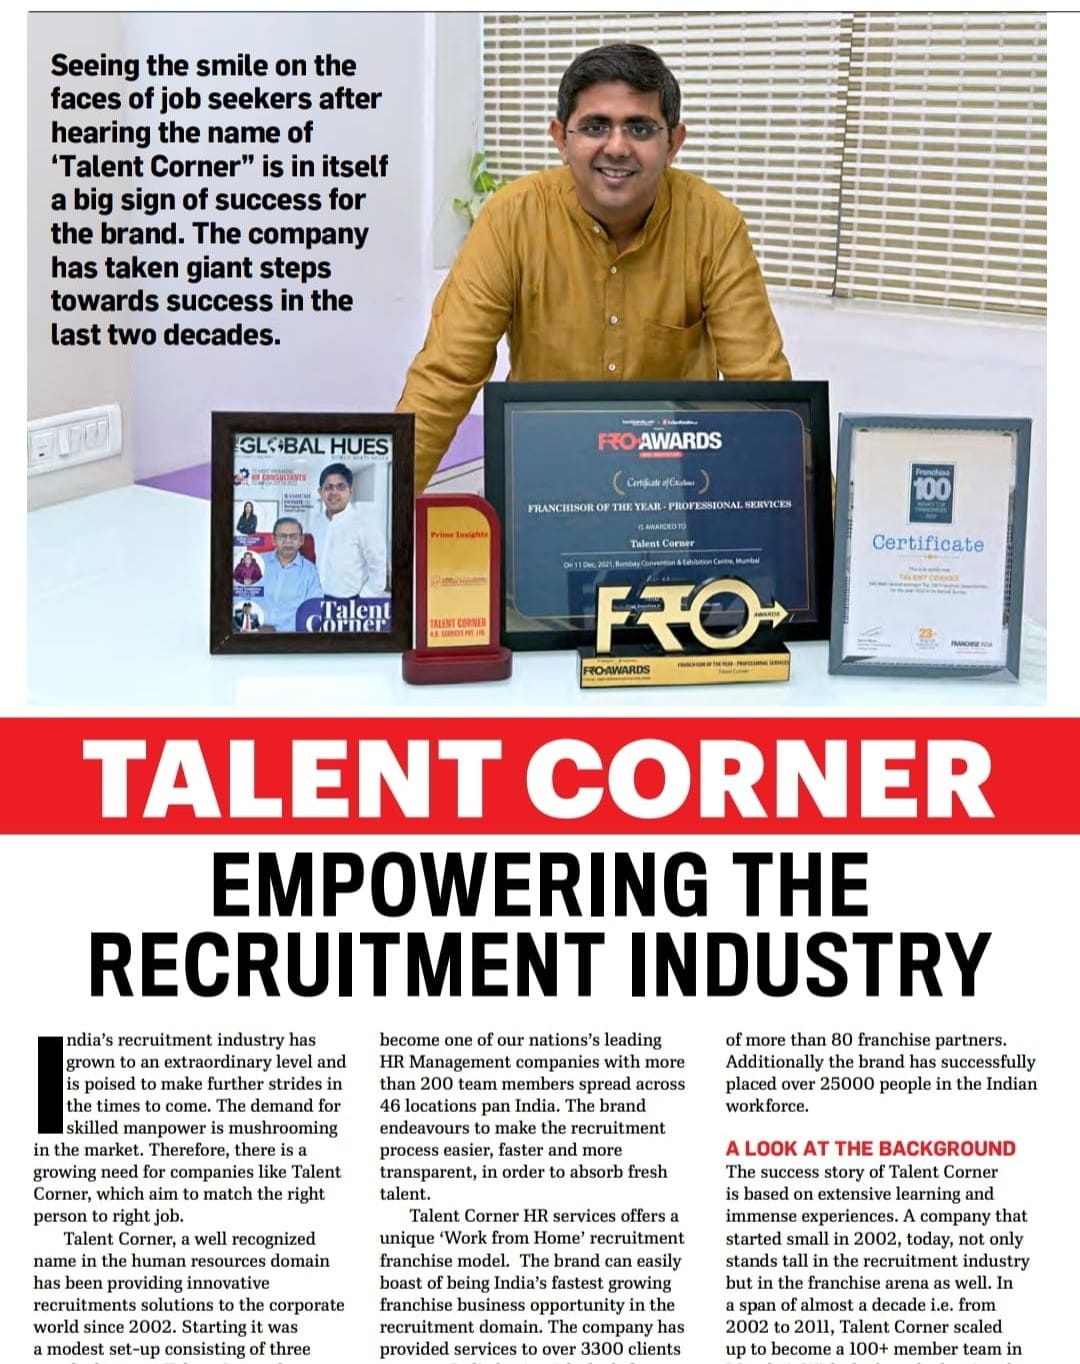 Seeing the smile on the
faces of job seekers after
hearing the name of
‘Talent Corner” is in itself
a big sign of success for
the brand. The company
has taken giant steps
towards success in the
last two decades.
GLOBAL HUES
HR CONSULTANTS
Talent
Corner
Prime Insights
TALENT CORNER
H.R. SERVICES PVT. LTD.
FRO AWARDS
Certificate of Excellence
FRANCHISOR OF THE YEAR - PROFESSIONAL SERVICES
IS AWARDED TO
Talent Corner
On 11 Dec, 2021, Bombay Convention & Exhibition Centre, Mumbai
FRO
AWARDS
FRO AWARDS
FRANCHISOR OF THE YEAR - PROFESSIONAL SERVICES
Talent Corner
Franchise
100
Certificate
TALENT CORNER
23
FRANCHISE INDIA
TALENT CORNER
EMPOWERING THE
RECRUITMENT INDUSTRY
India’s recruitment industry has
grown to an extraordinary level and
is poised to make further strides in
the times to come. The demand for
skilled manpower is mushrooming
in the market. Therefore, there is a
growing need for companies like Talent
Corner, which aim to match the right
person to right job.
Talent Corner, a well recognized
name in the human resources domain
has been providing innovative
recruitments solutions to the corporate
world since 2002. Starting it was
a modest set-up consisting of three
become one of our nations’s leading
HR Management companies with more
than 200 team members spread across
46 locations pan India. The brand
endeavours to make the recruitment
process easier, faster and more
transparent, in order to absorb fresh
talent.
Talent Corner HR services offers a
unique ‘Work from Home’ recruitment
franchise model. The brand can easily
boast of being India’s fastest growing
franchise business opportunity in the
recruitment domain. The company has
provided services to over 3300 clients
of more than 80 franchise partners.
Additionally the brand has successfully
placed over 25000 people in the Indian
workforce.
A LOOK AT THE BACKGROUND
The success story of Talent Corner
is based on extensive learning and
immense experiences. A company that
started small in 2002, today, not only
stands tall in the recruitment industry
but in the franchise arena as well. In
a span of almost a decade i.e. from
2002 to 2011, Talent Corner scaled
up to become a 100+ member team in